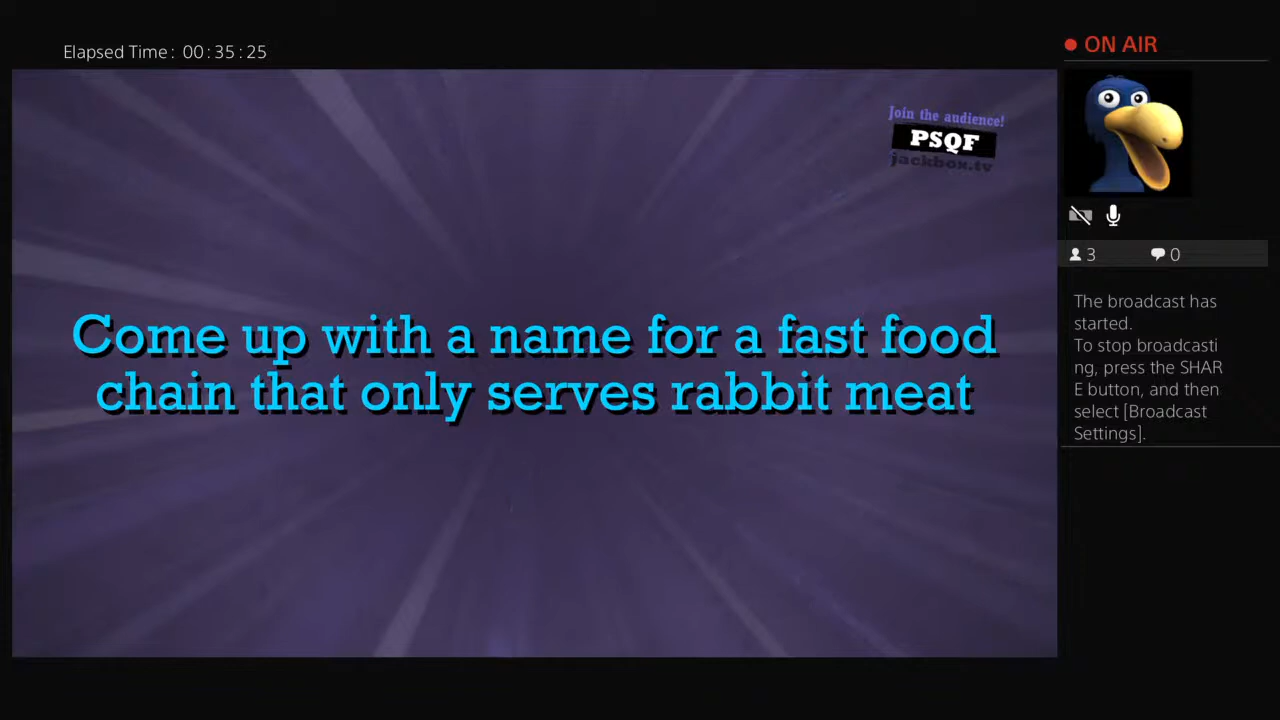 Elapsed Time: 00:35:25
ON AIR
Join the audience!
PSQF
jackbox.tv
3
0
Come up with a name for a fast food
chain that only serves rabbit meat
The broadcast has
started.
To stop broadcasti
ng, press the SHAR
E button, and then
select [Broadcast
Settings].